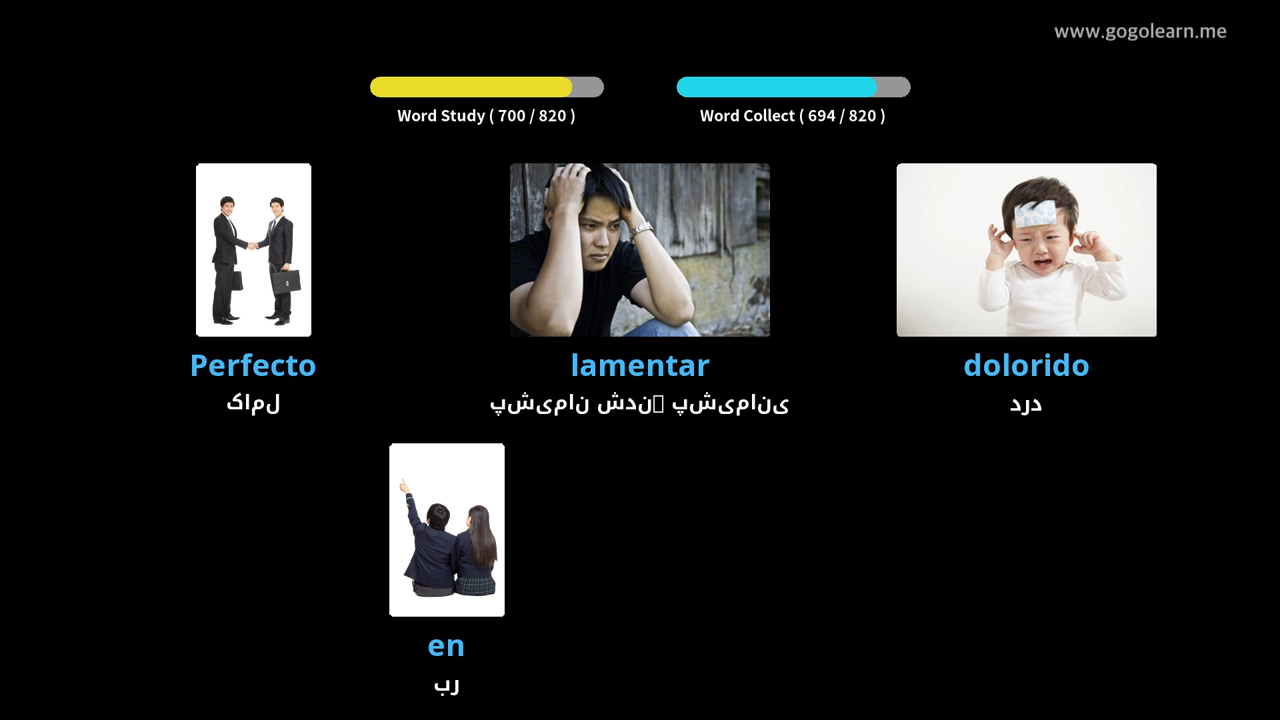 www.gogolearn.me
Word Study ( 700 / 820 )
Word Collect ( 694 / 820 )
Perfecto
لماک
lamentar
ینامیشپ □ندش نامیشپ
dolorido
درد
en
رب